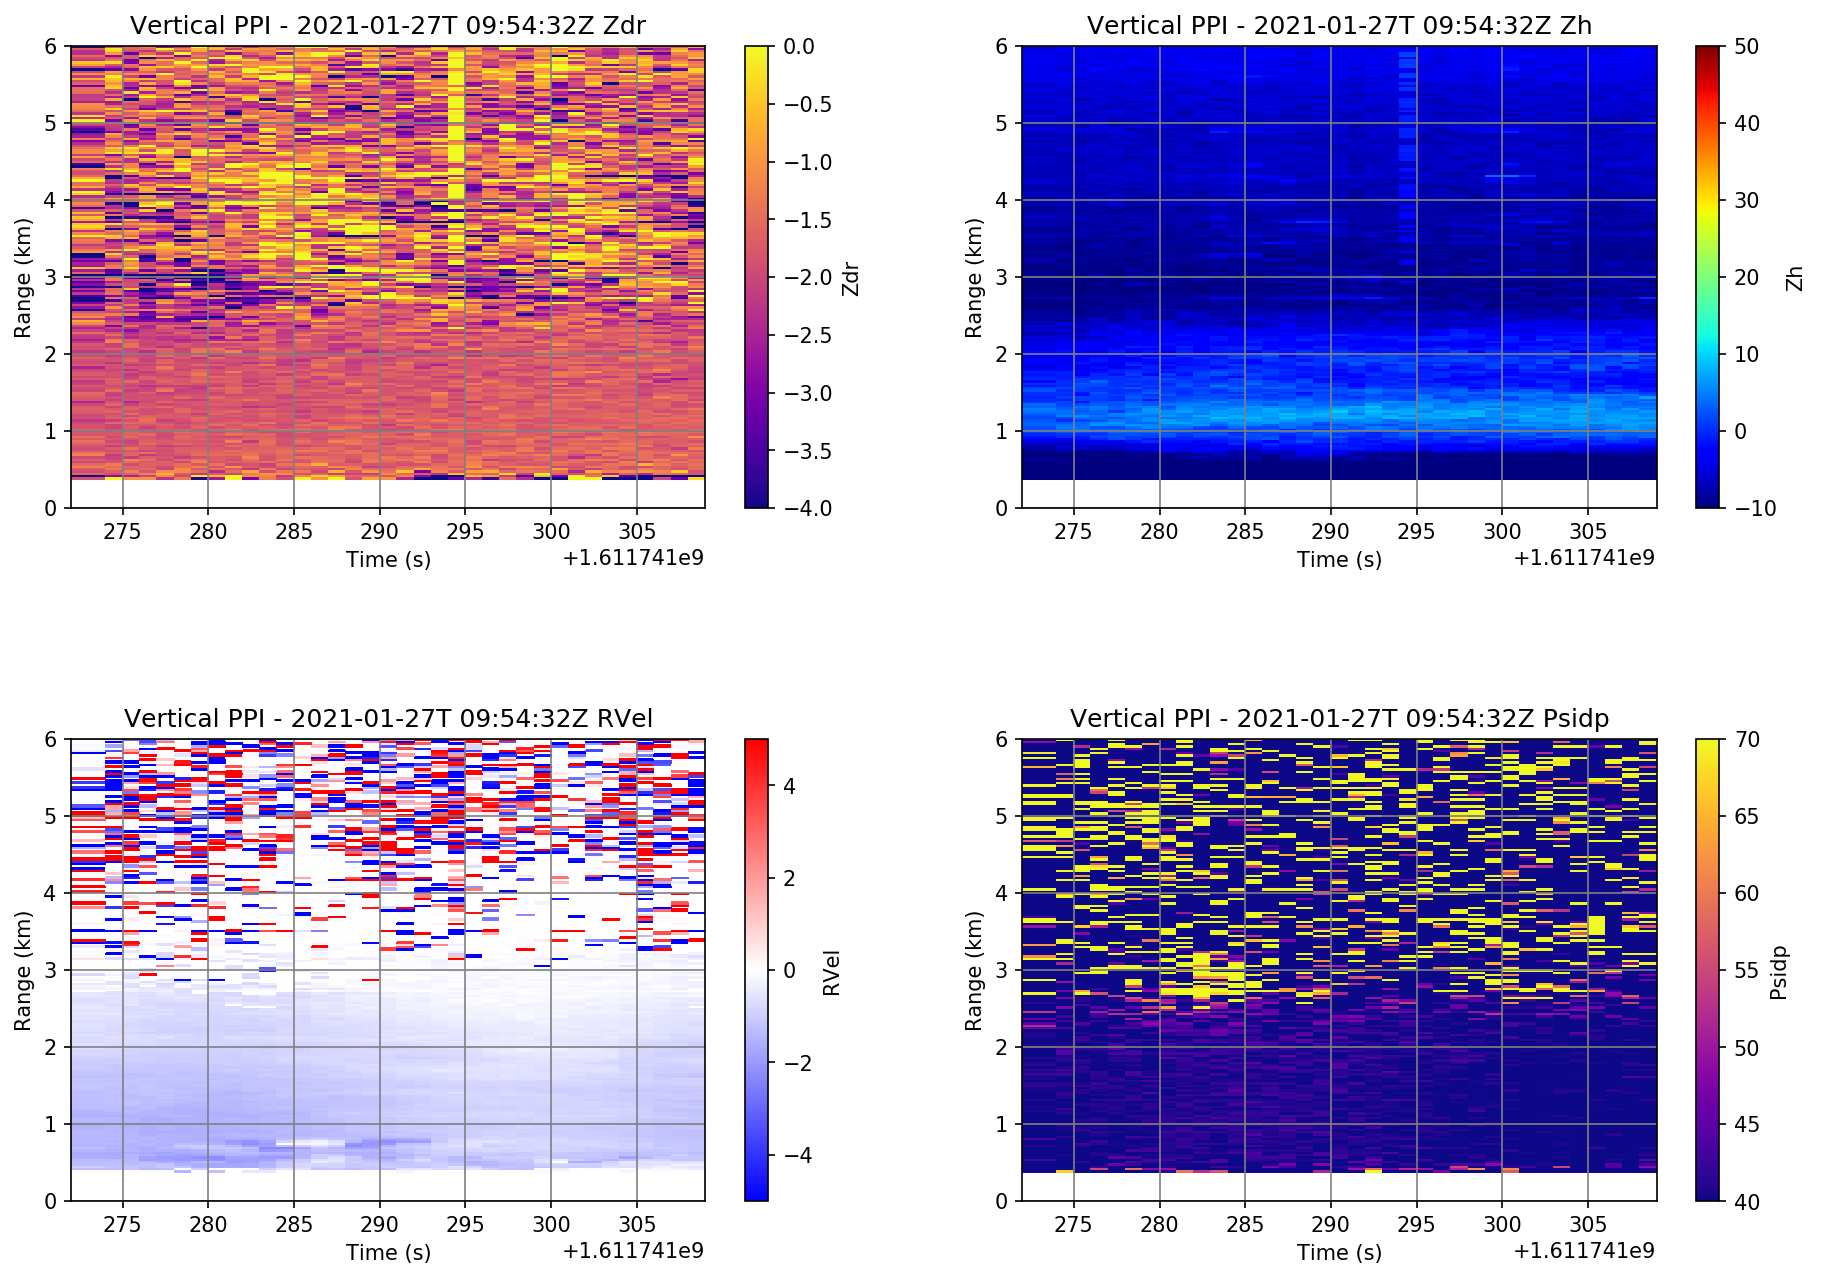 Vertical PPI - 2021-01-27T 09:54:32Z Zdr
6
5
4
3
2
1
0
Range (km)
275 280 285 290 295 300 305
Time (s)
+1.611741e9
0.0
−0.5
−1.0
−1.5
−2.0
−2.5
−3.0
−3.5
−4.0
Zdr
Vertical PPI - 2021-01-27T 09:54:32Z Zh
6
5
4
3
2
1
0
Range (km)
275 280 285 290 295 300 305
Time (s)
+1.611741e9
50
40
30
20
10
0
−10
Zh
Vertical PPI - 2021-01-27T 09:54:32Z RVel
6
5
4
3
2
1
0
Range (km)
275 280 285 290 295 300 305
Time (s)
+1.611741e9
4
2
0
−2
−4
RVel
Vertical PPI - 2021-01-27T 09:54:32Z Psidp
6
5
4
3
2
1
0
Range (km)
275 280 285 290 295 300 305
Time (s)
+1.611741e9
70
65
60
55
50
45
40
Psidp